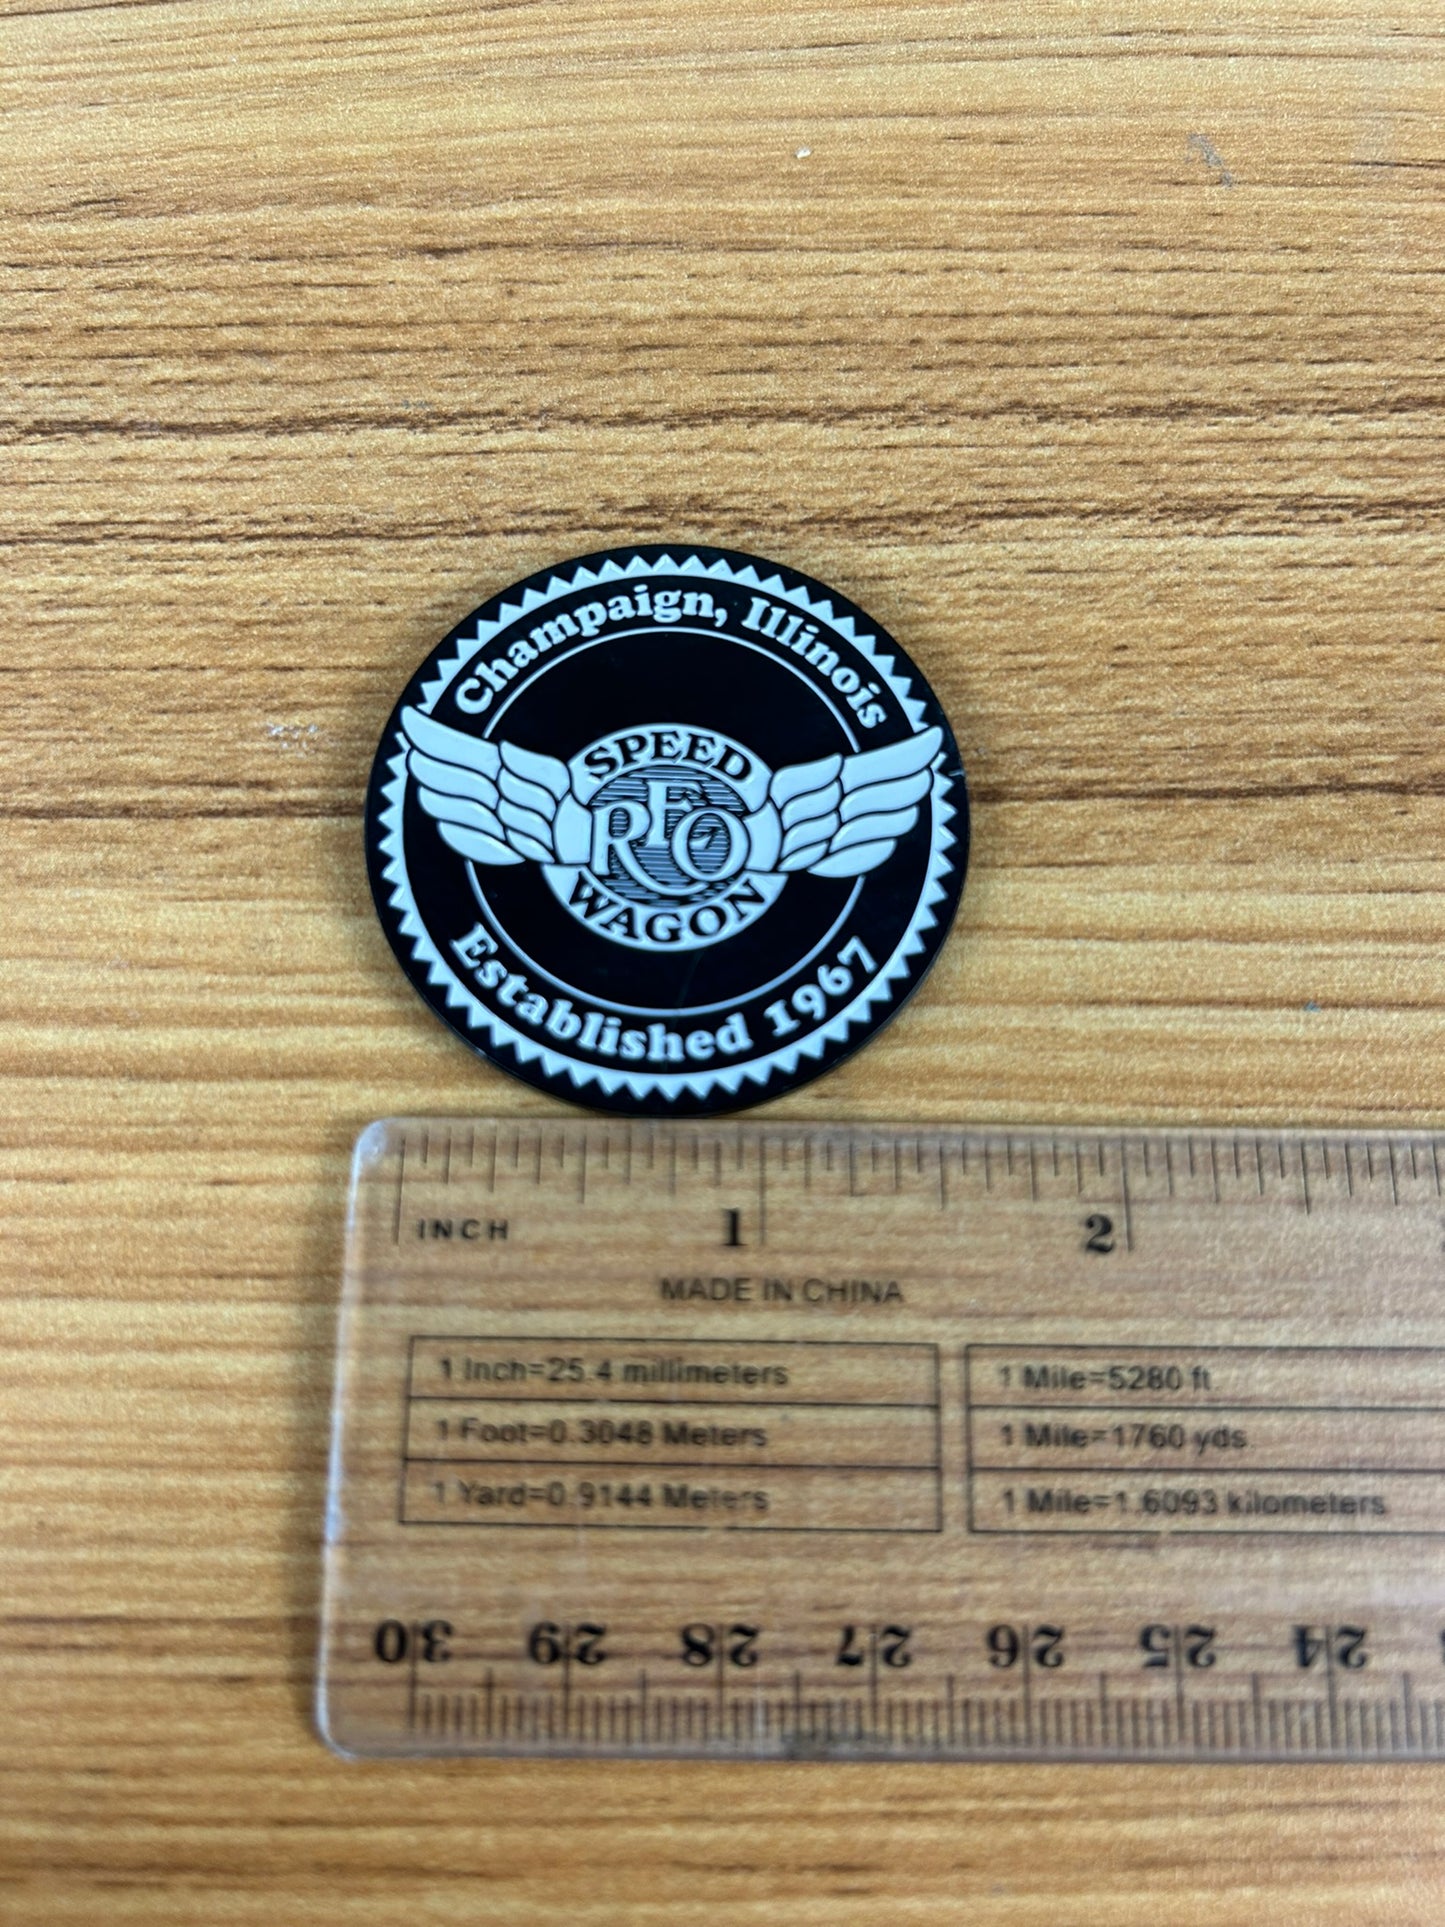 Champaign, Illinois
SPEED
REO
WAGON
Established 1967
INCH 1 2
MADE IN CHINA
1 Inch=25.4 millimeters
1 Foot=0.3048 Meters
1 Yard=0.9144 Meters
1 Mile=5280 ft
1 Mile=1760 yds
1 Mile=1.6093 kilometers
30 29 28 27 26 25 24